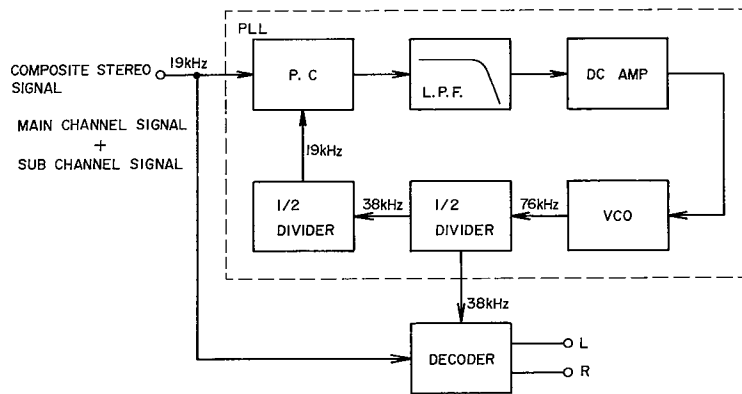 PLL
19kHz
COMPOSITE STEREO
SIGNAL
MAIN CHANNEL SIGNAL
+
SUB CHANNEL SIGNAL
P. C
L.P.F.
DC AMP
19kHz
1/2
DIVIDER
38kHz
1/2
DIVIDER
76kHz
VCO
38kHz
DECODER
L
R